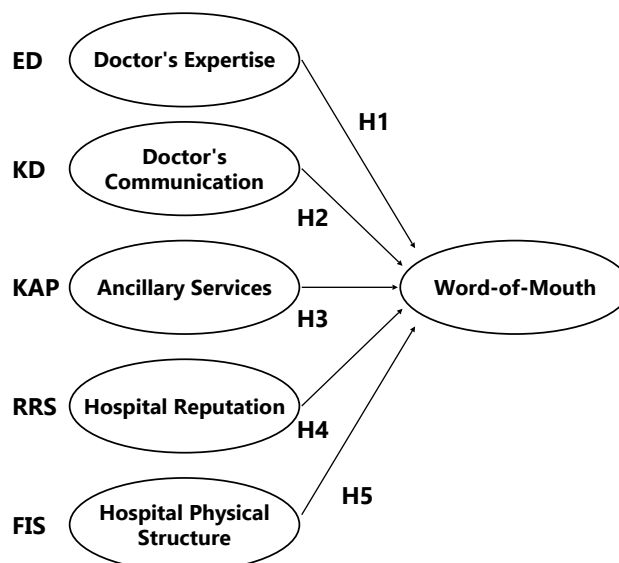 ED
Doctor's Expertise
H1
KD
Doctor's
Communication
H2
KAP
Ancillary Services
H3
Word-of-Mouth
RRS
Hospital Reputation
H4
H5
FIS
Hospital Physical
Structure